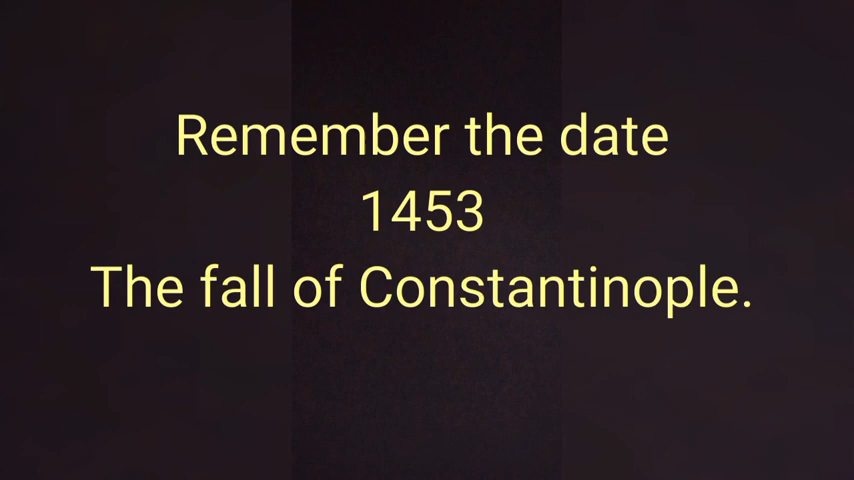 Remember the date
1453
The fall of Constantinople.